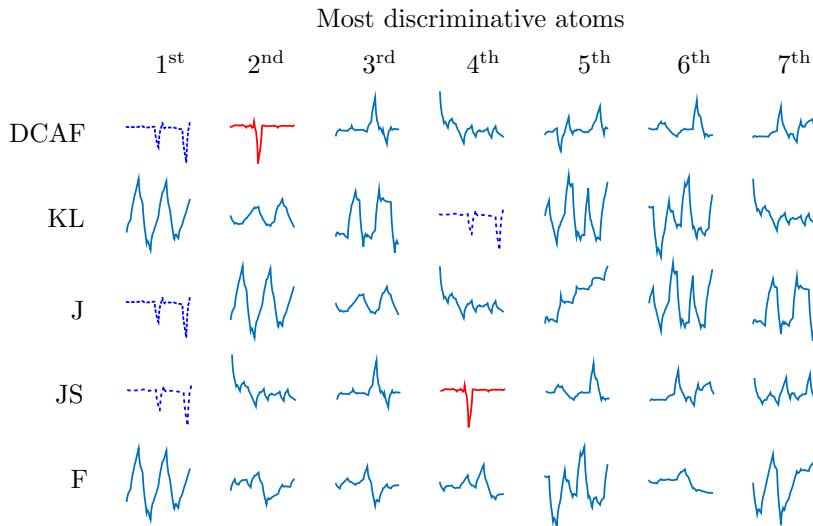 Most discriminative atoms
1st 2nd 3rd 4th 5th 6th 7th
DCAF
KL
J
JS
F